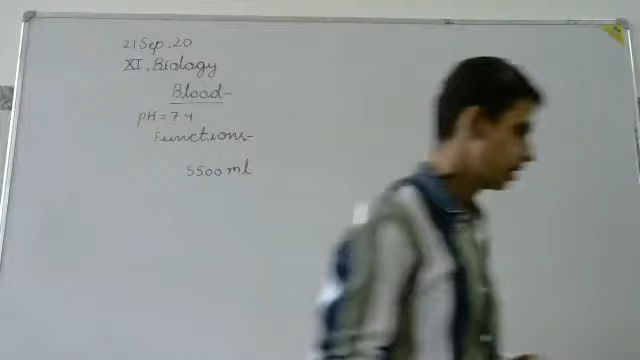 21 Sep. 20
XI, Biology
Blood-
pH = 7 4
Functions-
5500 ml